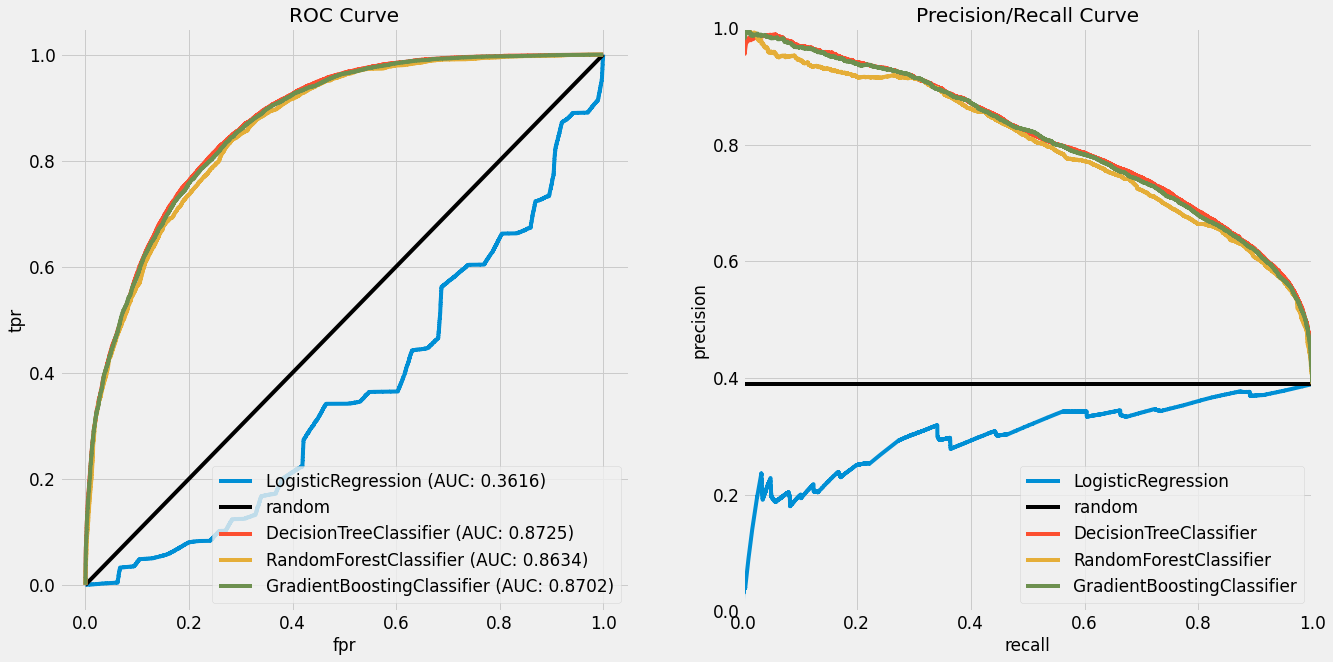 ROC Curve
1.0
0.8
0.6
0.4
0.2
0.0
tpr
0.0 0.2 0.4 0.6 0.8 1.0
fpr
LogisticRegression (AUC: 0.3616)
random
DecisionTreeClassifier (AUC: 0.8725)
RandomForestClassifier (AUC: 0.8634)
GradientBoostingClassifier (AUC: 0.8702)
Precision/Recall Curve
1.0
0.8
0.6
0.4
0.2
0.0
precision
0.0 0.2 0.4 0.6 0.8 1.0
recall
LogisticRegression
random
DecisionTreeClassifier
RandomForestClassifier
GradientBoostingClassifier